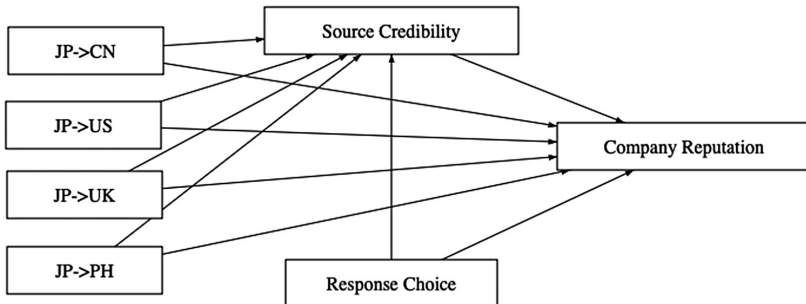 Source Credibility
JP->CN
JP->US
Company Reputation
JP->UK
JP->PH
Response Choice